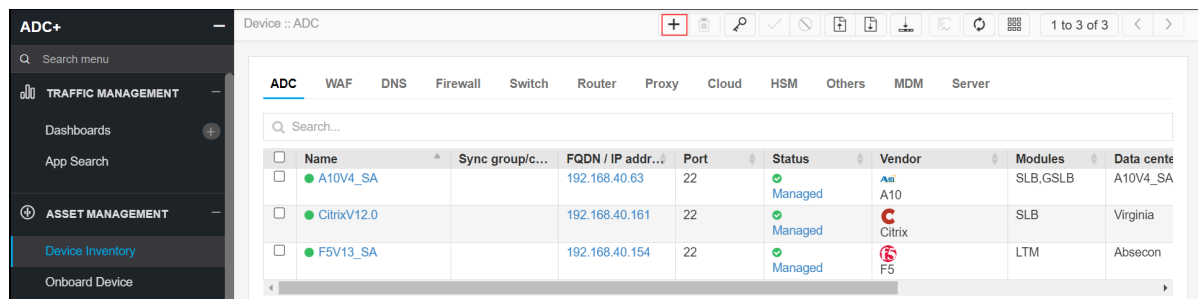 ADC+
Device :: ADC
1 to 3 of 3
Search menu
TRAFFIC MANAGEMENT
Dashboards
App Search
ASSET MANAGEMENT
Device Inventory
Onboard Device
ADC WAF DNS Firewall Switch Router Proxy Cloud HSM Others MDM Server
Search...
Name Sync group/c... FQDN / IP addr... Port Status Vendor Modules Data cente
A10V4_SA 192.168.40.63 22 Managed A10 A10 SLB,GSLB A10V4_SA
CitrixV12.0 192.168.40.161 22 Managed Citrix SLB Virginia
F5V13_SA 192.168.40.154 22 Managed F5 LTM Absecon